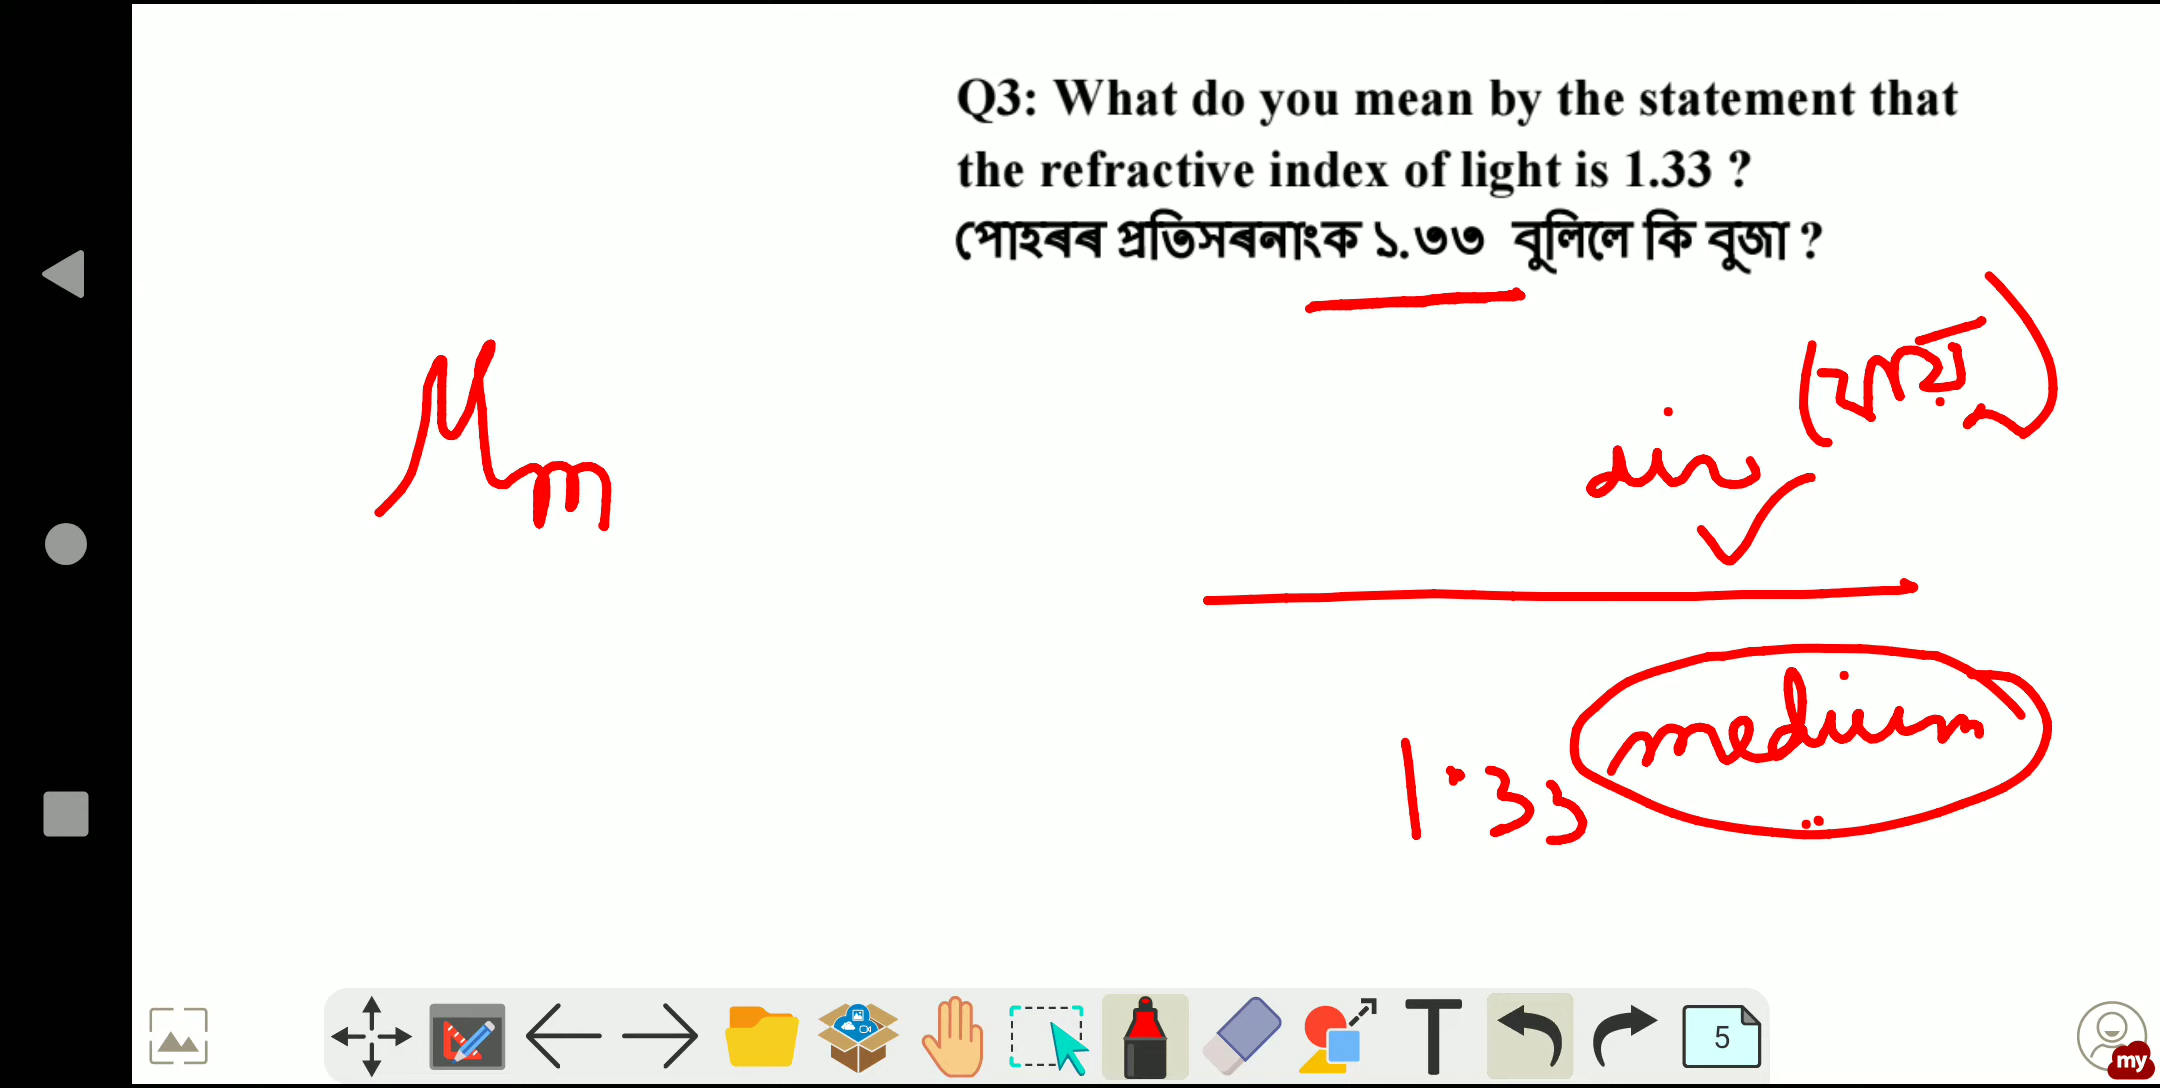 Q3: What do you mean by the statement that
the refractive index of light is 1.33 ?
পোহৰৰ প্ৰতিসৰনাংক ১.৩৩ বুলিলে কি বুজা ?
μm
medium
1.33
5
my